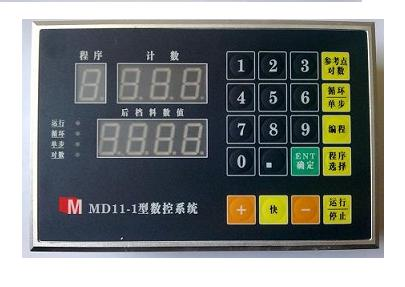 程序 计数
8 888
后档料数值
8888
运行
循环
单步
对数
1 2 3 参考点 对数
4 5 6 循环 单步
7 8 9 编程
0 . ENT 确定 程序 选择
+ 快 − 运行 停止
M MD11-1型数控系统